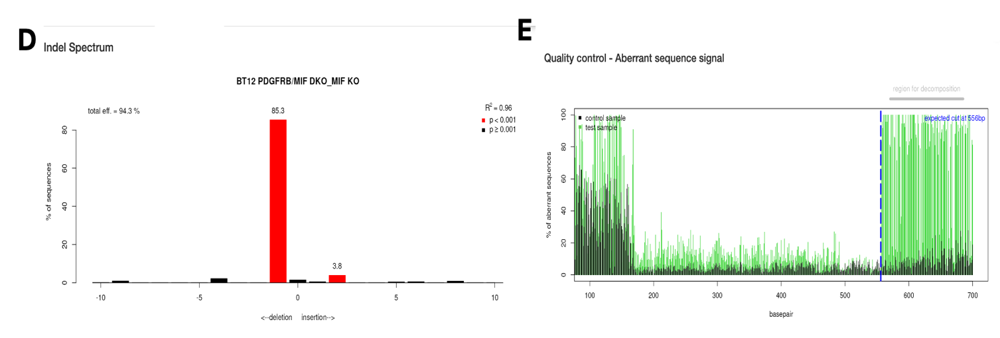 D
Indel Spectrum
BT12 PDGFRB/MIF DKO_MIF KO
total eff. = 94.3 %
R² = 0.96
p < 0.001
p ≥ 0.001
85.3
3.8
% of sequences
0
20
40
60
80
-10
-5
0
5
10
<--deletion insertion-->
E
Quality control - Aberrant sequence signal
region for decomposition
control sample
test sample
expected cut at 556bp
% of aberrant sequences
0
20
40
60
80
100
100
200
300
400
500
600
700
basepair